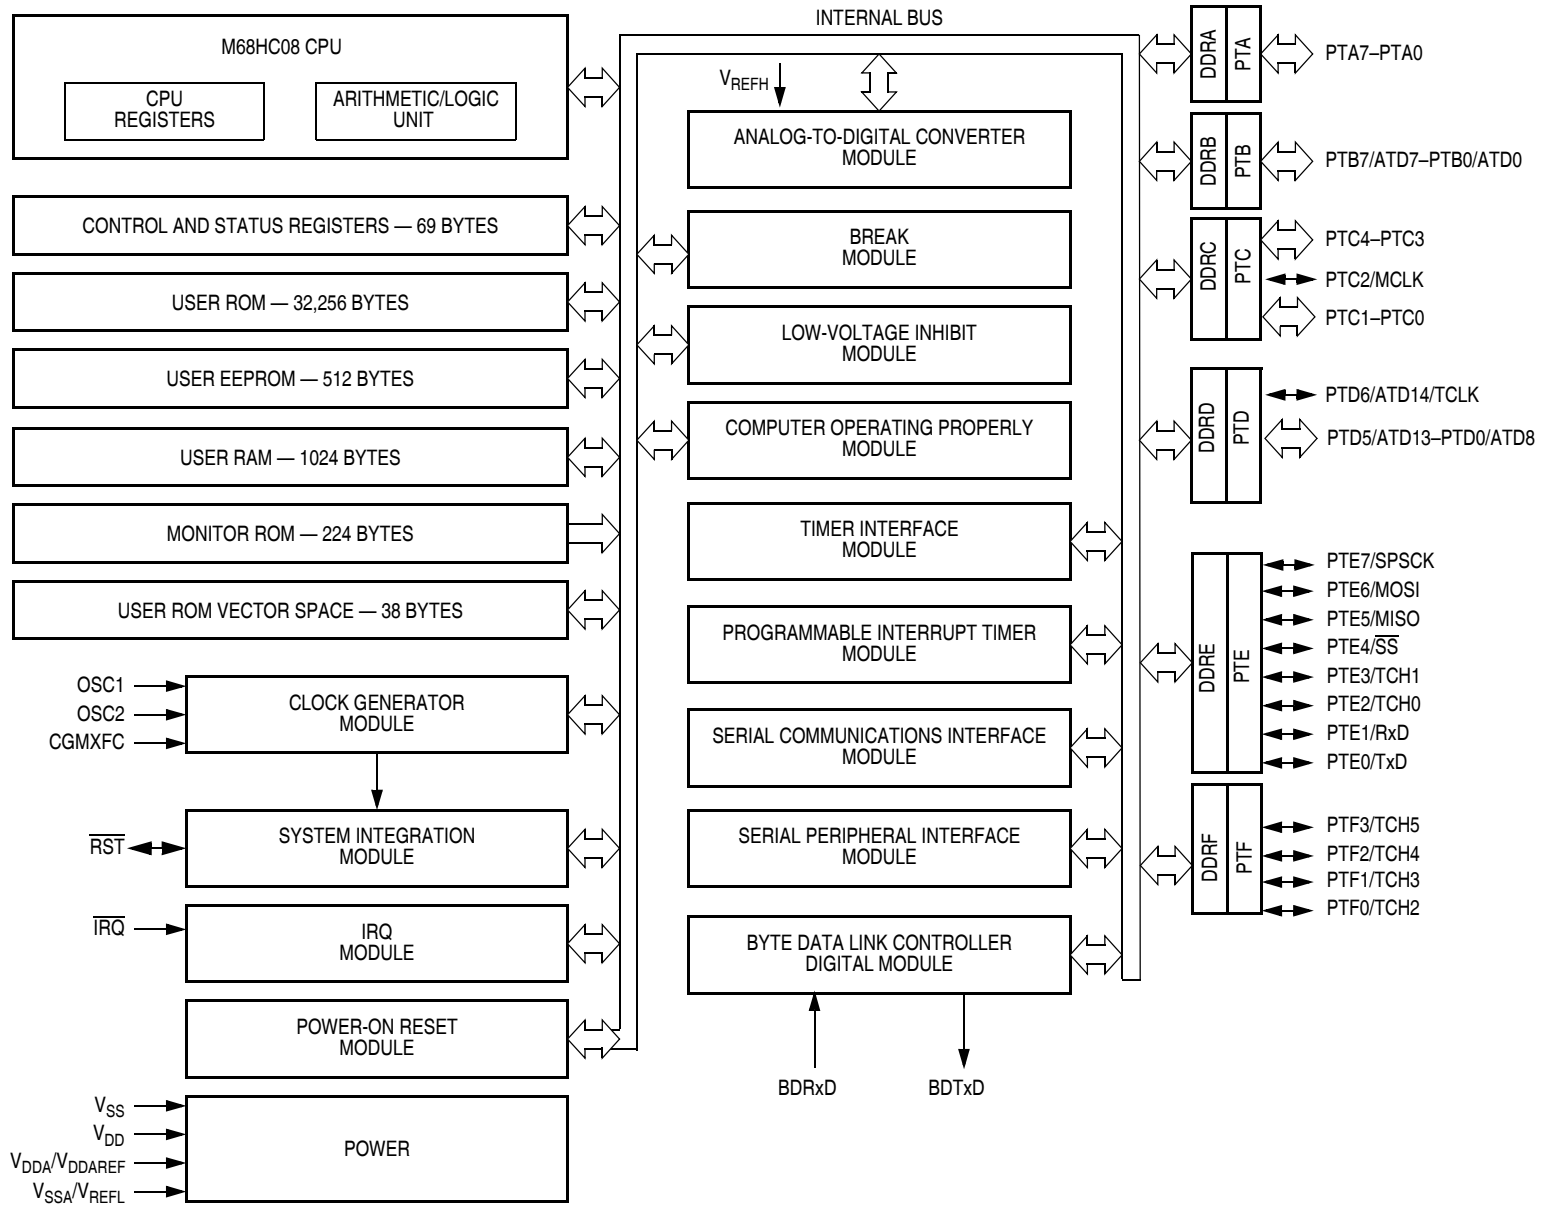 INTERNAL BUS
M68HC08 CPU
CPU
REGISTERS
ARITHMETIC/LOGIC
UNIT
CONTROL AND STATUS REGISTERS — 69 BYTES
USER ROM — 32,256 BYTES
USER EEPROM — 512 BYTES
USER RAM — 1024 BYTES
MONITOR ROM — 224 BYTES
USER ROM VECTOR SPACE — 38 BYTES
OSC1
OSC2
CGMXFC
CLOCK GENERATOR
MODULE
RST
SYSTEM INTEGRATION
MODULE
IRQ
IRQ
MODULE
POWER-ON RESET
MODULE
VSS
VDD
VDDA/VDDAREF
VSSA/VREFL
POWER
VREFH
ANALOG-TO-DIGITAL CONVERTER
MODULE
BREAK
MODULE
LOW-VOLTAGE INHIBIT
MODULE
COMPUTER OPERATING PROPERLY
MODULE
TIMER INTERFACE
MODULE
PROGRAMMABLE INTERRUPT TIMER
MODULE
SERIAL COMMUNICATIONS INTERFACE
MODULE
SERIAL PERIPHERAL INTERFACE
MODULE
BYTE DATA LINK CONTROLLER
DIGITAL MODULE
BDRxD
BDTxD
DDRA
PTA
PTA7–PTA0
DDRB
PTB
PTB7/ATD7–PTB0/ATD0
DDRC
PTC
PTC4–PTC3
PTC2/MCLK
PTC1–PTC0
DDRD
PTD
PTD6/ATD14/TCLK
PTD5/ATD13–PTD0/ATD8
DDRE
PTE
PTE7/SPSCK
PTE6/MOSI
PTE5/MISO
PTE4/SS
PTE3/TCH1
PTE2/TCH0
PTE1/RxD
PTE0/TxD
DDRF
PTF
PTF3/TCH5
PTF2/TCH4
PTF1/TCH3
PTF0/TCH2